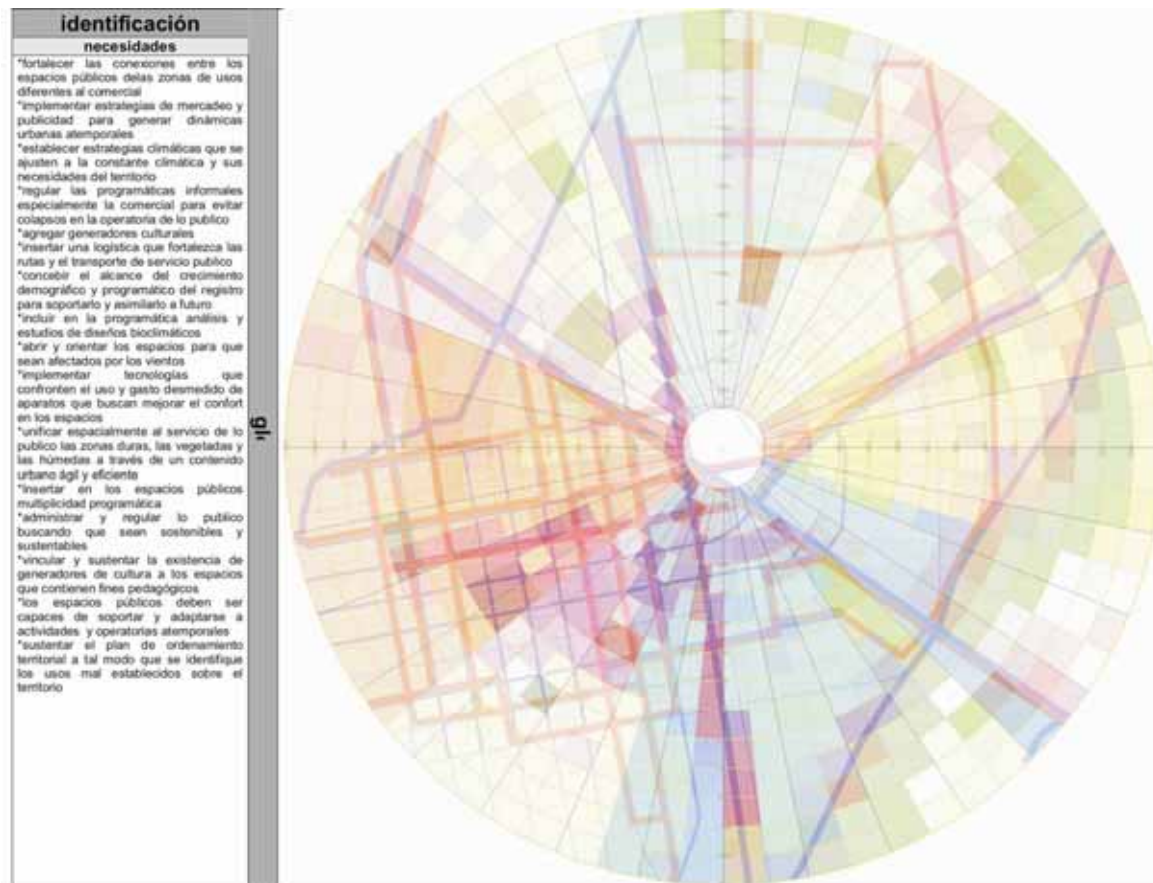 identificación
necesidades
*fortalecer las conexiones entre los
espacios públicos delas zonas de usos
diferentes al comercial
*implementar estrategias de mercadeo y
publicidad para generar dinámicas
urbanas atemporales
*establecer estrategias climáticas que se
ajusten a la constante climática y sus
necesidades del territorio
*regular las programáticas informales
especialmente la comercial para evitar
colapsos en la operatoria de lo publico
*agregar generadores culturales
*insertar una logística que fortalezca las
rutas y el transporte de servicio publico
*concebir el alcance del crecimiento
demográfico y programático del registro
para soportarlo y asimilarlo a futuro
*incluir en la programática análisis y
estudios de diseños bioclimáticos
*abrir y orientar los espacios para que
sean afectados por los vientos
*implementar tecnologías que
confronten el uso y gasto desmedido de
aparatos que buscan mejorar el confort
en los espacios
*unificar espacialmente al servicio de lo
publico las zonas duras, las vegetadas y
las húmedas a través de un contenido
urbano ágil y eficiente
*Insertar en los espacios públicos
multiplicidad programática
*administrar y regular lo publico
buscando que sean sostenibles y
sustentables
*vincular y sustentar la existencia de
generadores de cultura a los espacios
que contienen fines pedagógicos
*los espacios públicos deben ser
capaces de soportar y adaptarse a
actividades y operatorias atemporales
*sustentar el plan de ordenamiento
territorial a tal modo que se identifique
los usos mal establecidos sobre el
territorio